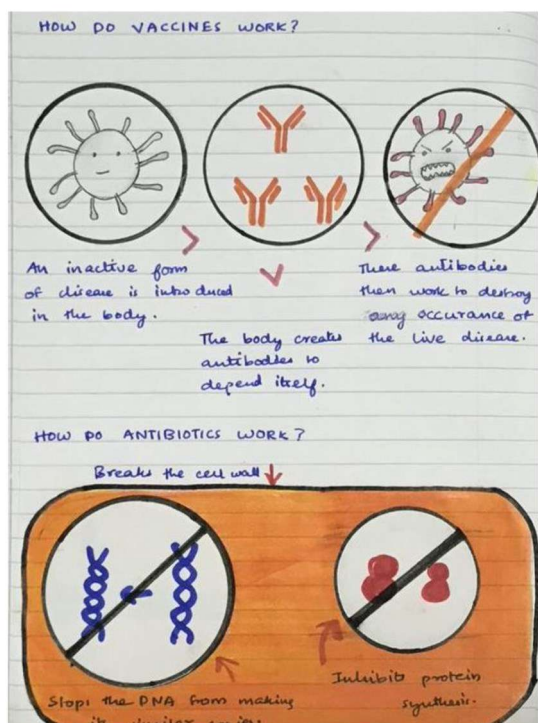 HOW DO VACCINES WORK?
An inactive form
of disease is introduced
in the body.
The body creates
antibodies to
depend itself.
These antibodies
then work to destroy
occurance of
the live disease.
HOW DO ANTIBIOTICS WORK?
Breaks the cell wall
Stops the DNA from making
Inhibits protein
synthesis.